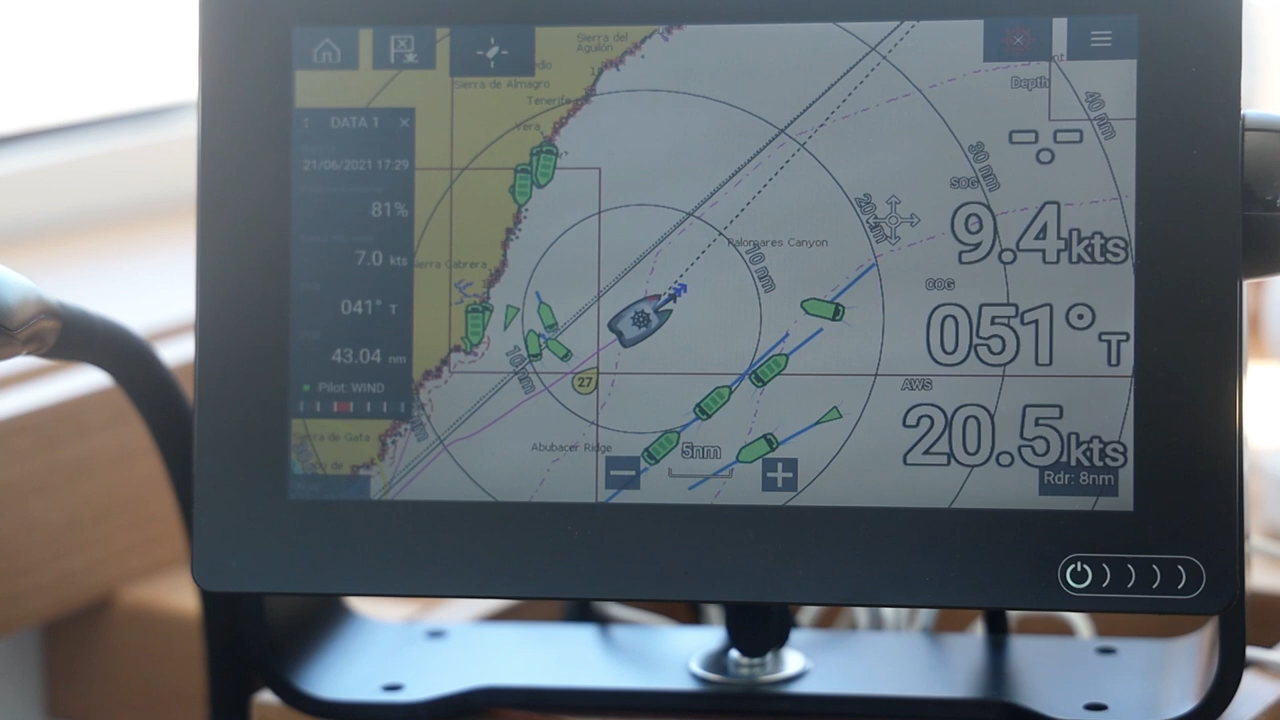 Sierra del
Aguilón
Sierra de Almagro
Tenerife
Vera
DATA 1
21/06/2021 17:29
81%
7.0 kts
041° T
43.04 nm
Pilot: WIND
Sierra Cabrera
Sierra de Gata
Palomares Canyon
Abubacer Ridge
27
10 nm
10 nm
20 nm
30 nm
40 nm
5nm
Depth
SOG
9.4kts
COG
051° T
AWS
20.5kts
Rdr: 8nm